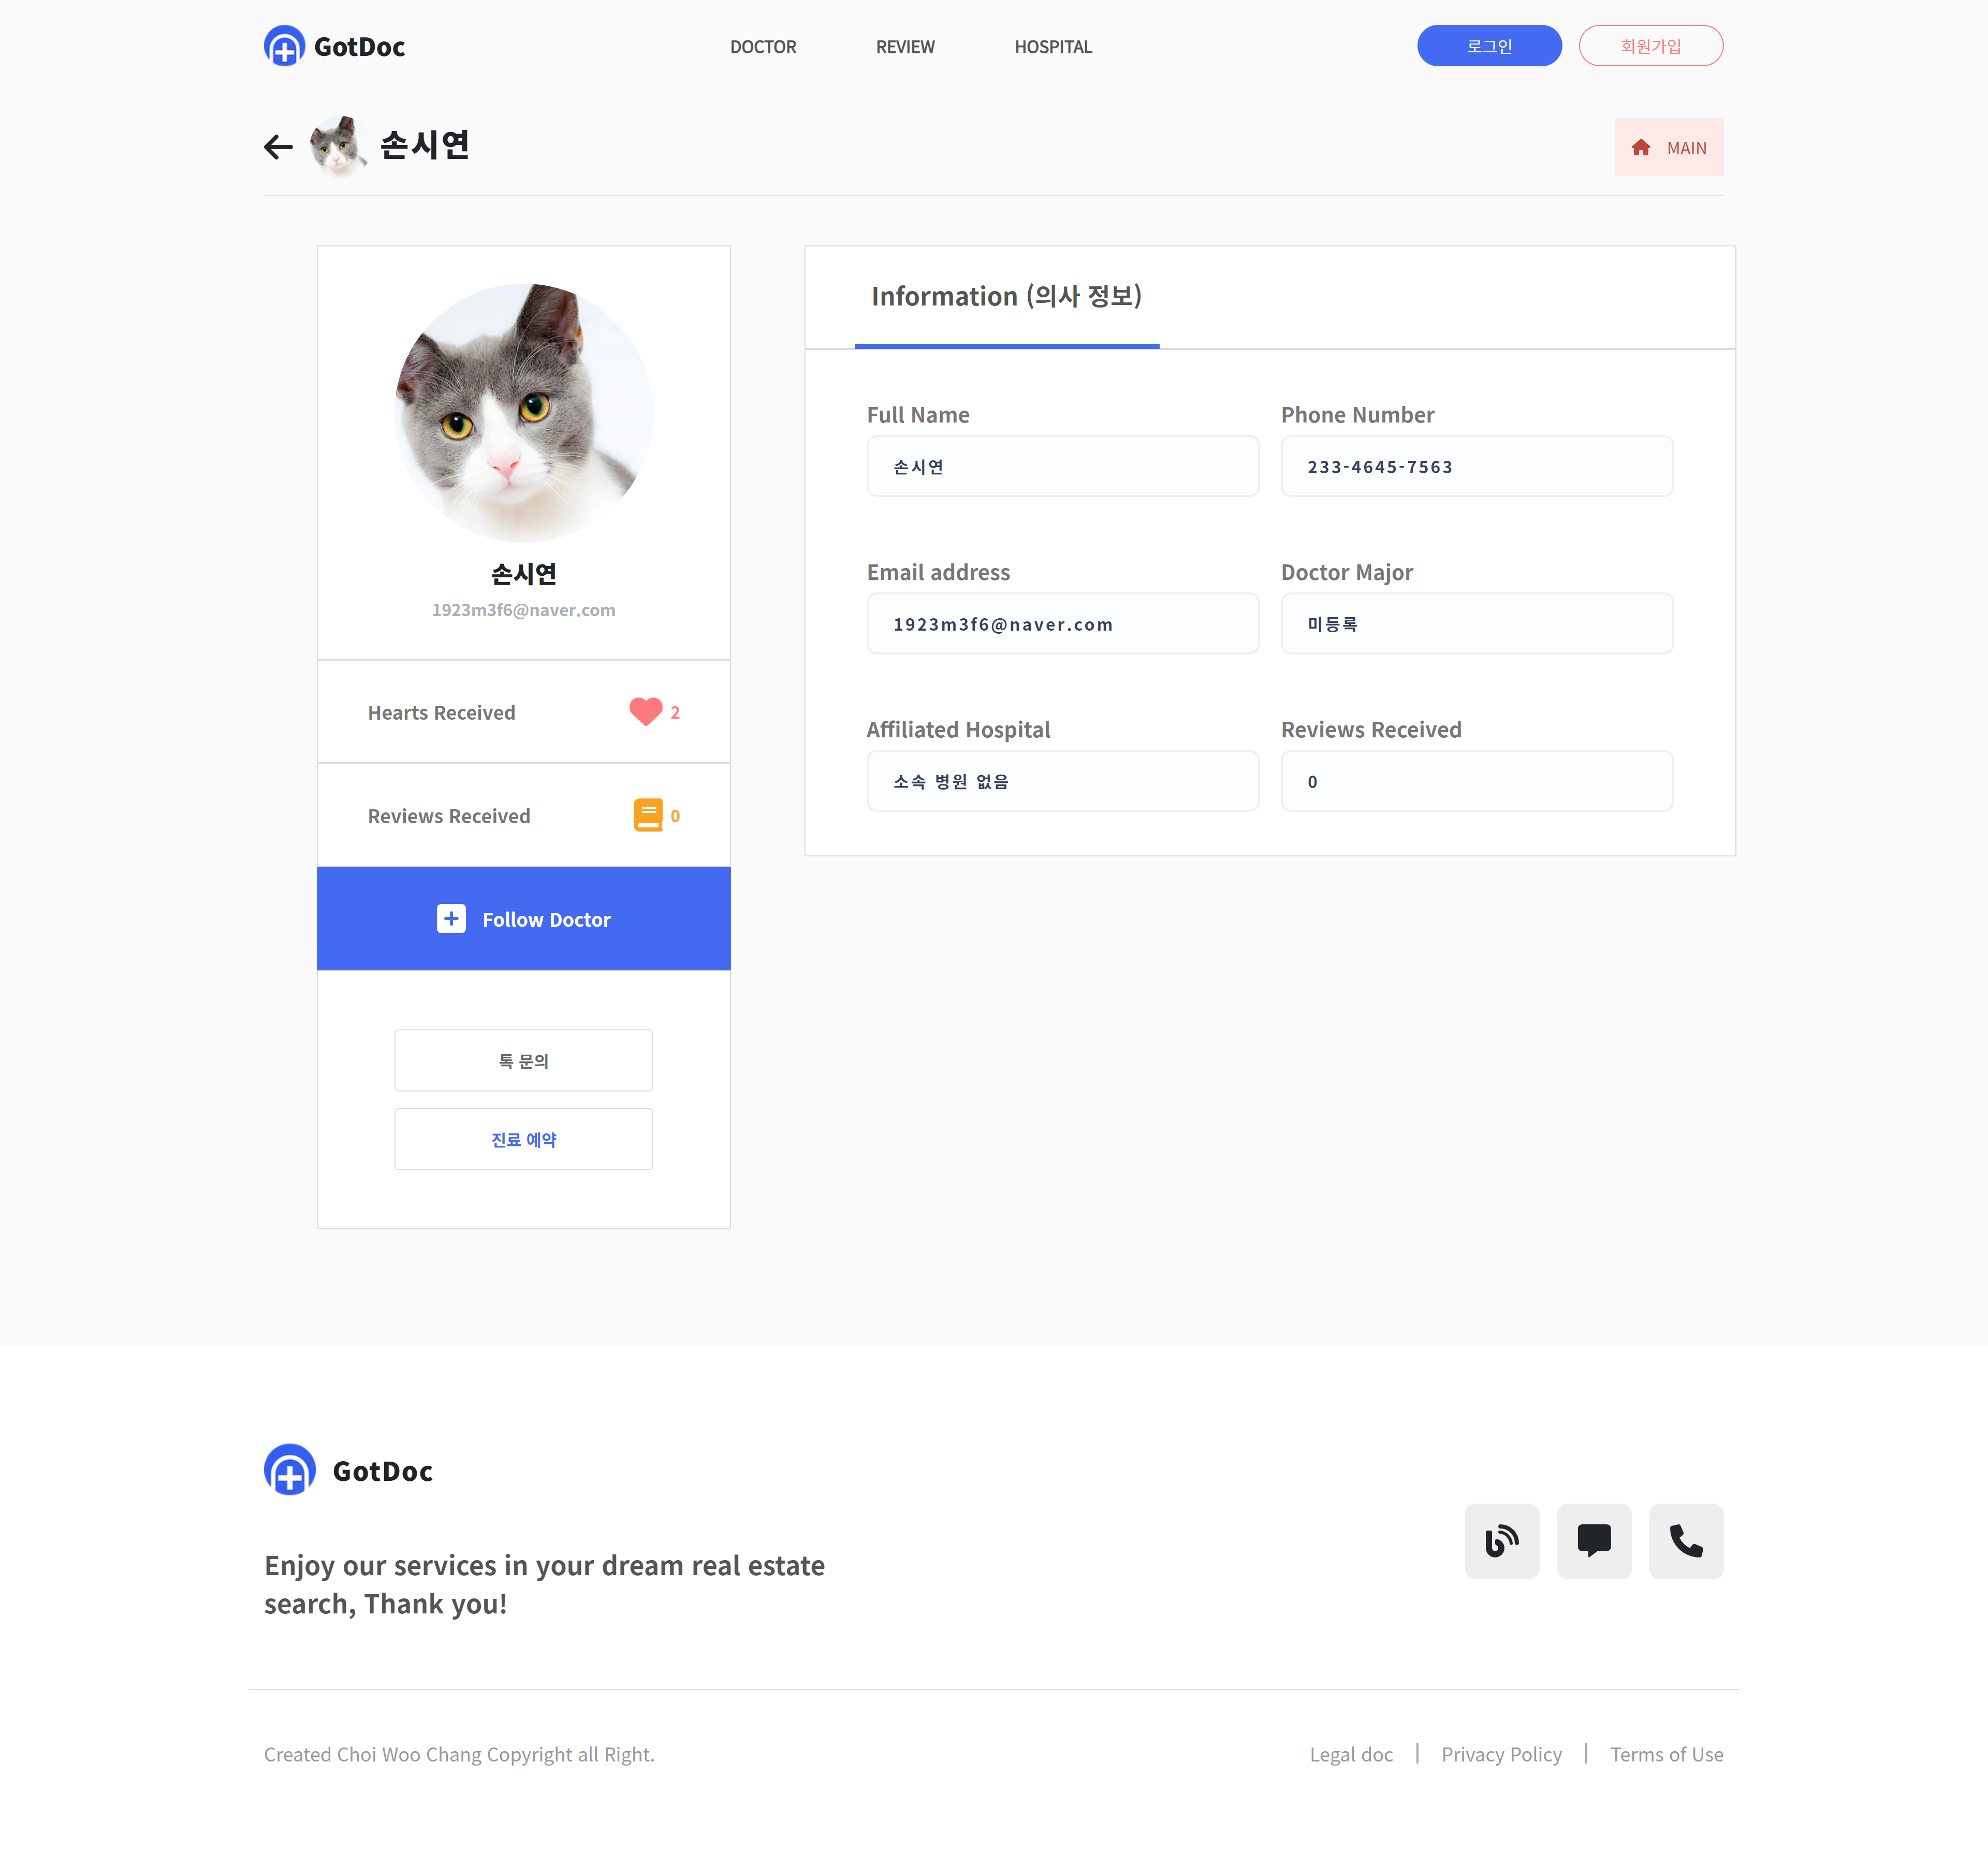 GotDoc
DOCTOR
REVIEW
HOSPITAL
로그인
회원가입
손시연
MAIN
손시연
1923m3f6@naver.com
Hearts Received
2
Reviews Received
0
Follow Doctor
톡 문의
진료 예약
Information (의사 정보)
Full Name
손시연
Phone Number
233-4645-7563
Email address
1923m3f6@naver.com
Doctor Major
미등록
Affiliated Hospital
소속 병원 없음
Reviews Received
0
GotDoc
Enjoy our services in your dream real estate
search, Thank you!
Created Choi Woo Chang Copyright all Right.
Legal doc | Privacy Policy | Terms of Use